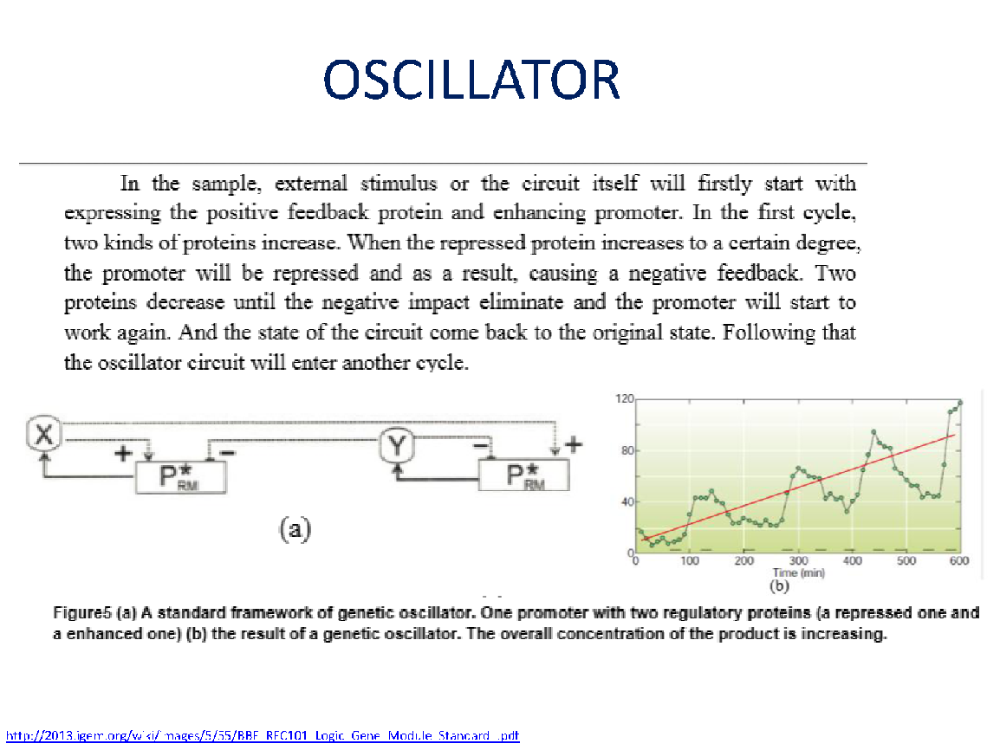 OSCILLATOR
In the sample, external stimulus or the circuit itself will firstly start with
expressing the positive feedback protein and enhancing promoter. In the first cycle,
two kinds of proteins increase. When the repressed protein increases to a certain degree,
the promoter will be repressed and as a result, causing a negative feedback. Two
proteins decrease until the negative impact eliminate and the promoter will start to
work again. And the state of the circuit come back to the original state. Following that
the oscillator circuit will enter another cycle.
X
+
P*RM
−
Y
−
P*RM
+
(a)
120
80
40
0
0 100 200 300 400 500 600
Time (min)
(b)
Figure5 (a) A standard framework of genetic oscillator. One promoter with two regulatory proteins (a repressed one and
a enhanced one) (b) the result of a genetic oscillator. The overall concentration of the product is increasing.
http://2013.igem.org/wiki/images/5/55/BBF_RFC101_Logic_Gene_Module_Standard_.pdf